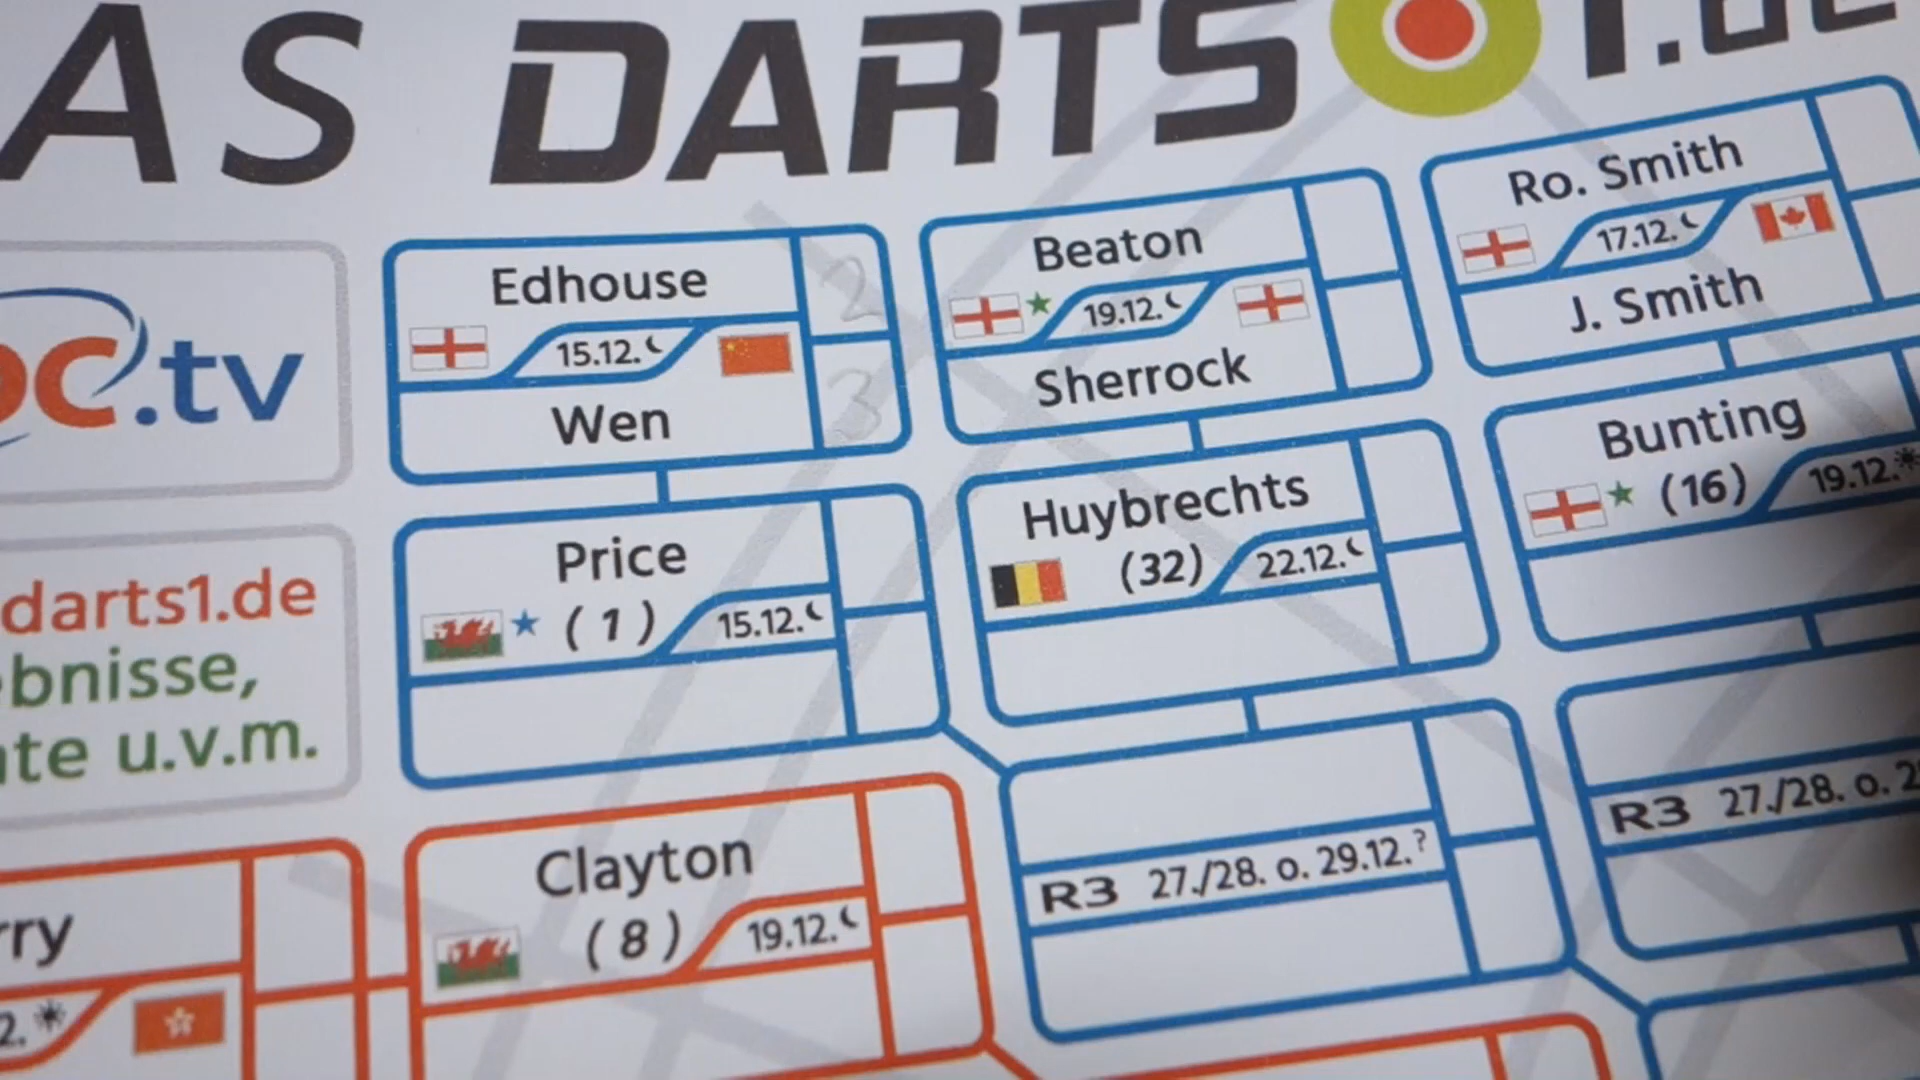 AS DARTS1.de
Edhouse
2
15.12.
3
Wen
Beaton
19.12.
Sherrock
Ro. Smith
17.12.
J. Smith
.tv
Price
(1) 15.12.
Huybrechts
(32) 22.12.
Bunting
(16) 19.12.
darts1.de
bnisse,
te u.v.m.
Clayton
(8) 19.12.
R3 27./28. o. 29.12.?
R3 27./28. o. 2
rry
2.